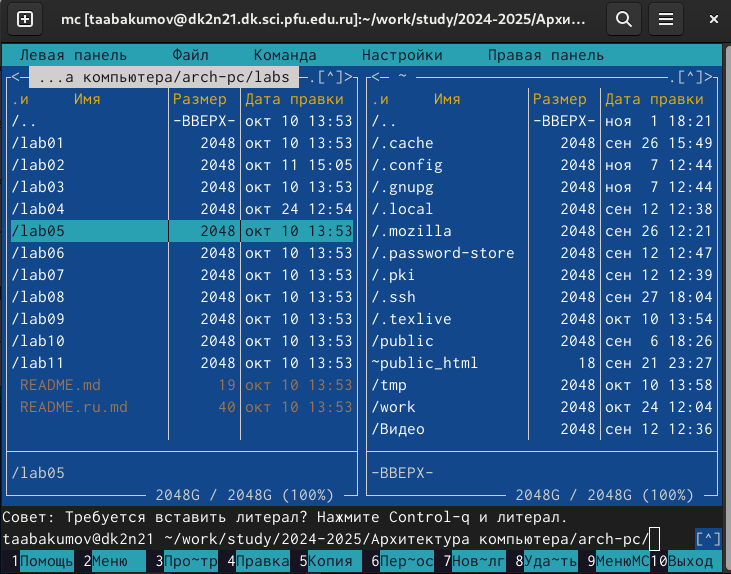 mc [taabakumov@dk2n21.dk.sci.pfu.edu.ru]:~/work/study/2024-2025/Архи...
Левая панель Файл Команда Настройки Правая панель
<─ ...а компьютера/arch-pc/labs ─.[^]>
<─ ~ ─.[^]>
.и Имя Размер Дата правки
/.. -ВВЕРХ- окт 10 13:53
/lab01 2048 окт 10 13:53
/lab02 2048 окт 11 15:05
/lab03 2048 окт 10 13:53
/lab04 2048 окт 24 12:54
/lab05 2048 окт 10 13:53
/lab06 2048 окт 10 13:53
/lab07 2048 окт 10 13:53
/lab08 2048 окт 10 13:53
/lab09 2048 окт 10 13:53
/lab10 2048 окт 10 13:53
/lab11 2048 окт 10 13:53
README.md 19 окт 10 13:53
README.ru.md 40 окт 10 13:53
/lab05
2048G / 2048G (100%)
.и Имя Размер Дата правки
/.. -ВВЕРХ- ноя 1 18:21
/.cache 2048 сен 26 15:49
/.config 2048 ноя 7 12:44
/.gnupg 2048 ноя 7 12:44
/.local 2048 сен 12 12:38
/.mozilla 2048 сен 26 12:21
/.password-store 2048 сен 12 12:47
/.pki 2048 сен 12 12:39
/.ssh 2048 сен 27 18:04
/.texlive 2048 окт 10 13:54
/public 2048 сен 6 18:26
~public_html 18 сен 21 23:27
/tmp 2048 окт 10 13:58
/work 2048 окт 24 12:04
/Видео 2048 сен 12 12:36
-ВВЕРХ-
2048G / 2048G (100%)
Совет: Требуется вставить литерал? Нажмите Control-q и литерал.
taabakumov@dk2n21 ~/work/study/2024-2025/Архитектура компьютера/arch-pc/ [^]
1Помощь 2Меню 3Про~тр 4Правка 5Копия 6Пер~ос 7Нов~лг 8Уда~ть 9МенюMC 10Выход